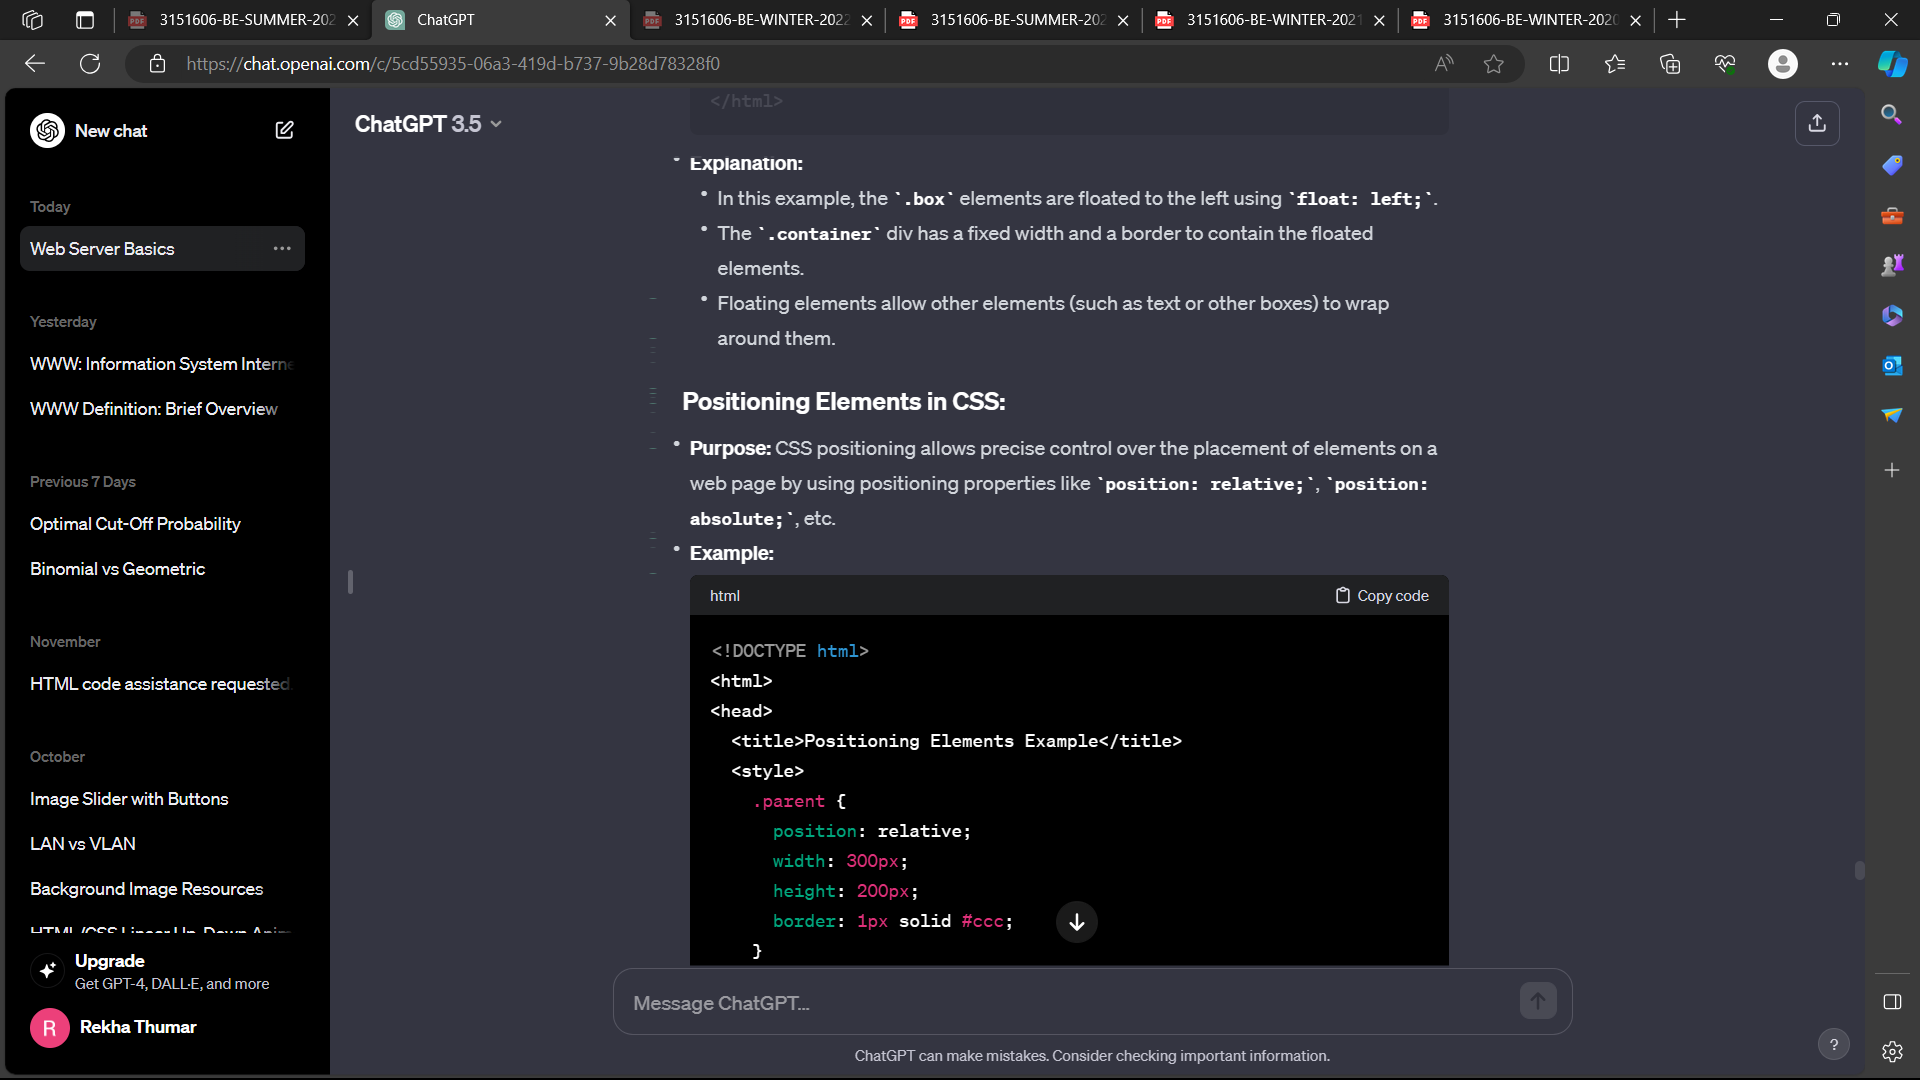 3151606-BE-SUMMER-202
ChatGPT
3151606-BE-WINTER-2022
3151606-BE-SUMMER-202
3151606-BE-WINTER-2021
3151606-BE-WINTER-2020
https://chat.openai.com/c/5cd55935-06a3-419d-b737-9b28d78328f0
New chat
Today
Web Server Basics
Yesterday
WWW: Information System Interne
WWW Definition: Brief Overview
Previous 7 Days
Optimal Cut-Off Probability
Binomial vs Geometric
November
HTML code assistance requested.
October
Image Slider with Buttons
LAN vs VLAN
Background Image Resources
HTML/CSS Linear Up-Down Anim
Upgrade
Get GPT-4, DALL·E, and more
R
Rekha Thumar
ChatGPT 3.5
</html>
• Explanation:
• In this example, the `.box` elements are floated to the left using `float: left;`.
• The `.container` div has a fixed width and a border to contain the floated
elements.
• Floating elements allow other elements (such as text or other boxes) to wrap
around them.
Positioning Elements in CSS:
• Purpose: CSS positioning allows precise control over the placement of elements on a
web page by using positioning properties like `position: relative;`, `position:
absolute;`, etc.
• Example:
html
Copy code
<!DOCTYPE html>
<html>
<head>
<title>Positioning Elements Example</title>
<style>
.parent {
position: relative;
width: 300px;
height: 200px;
border: 1px solid #ccc;
}
Message ChatGPT...
ChatGPT can make mistakes. Consider checking important information.
?